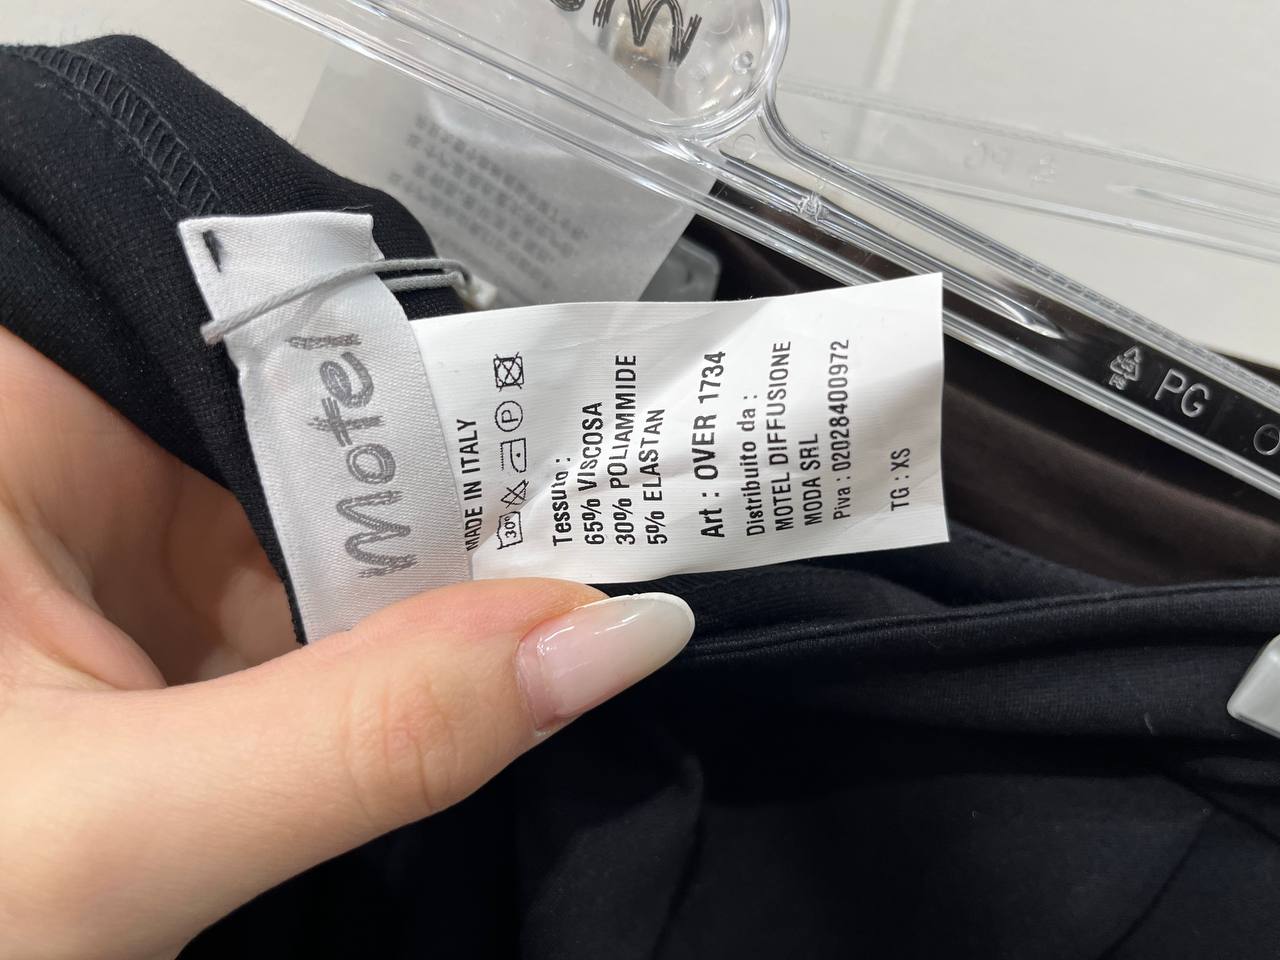 Motel
MADE IN ITALY
30°
P
Tessuto :
65% VISCOSA
30% POLIAMMIDE
5% ELASTAN
Art : OVER 1734
Distribuito da :
MOTEL DIFFUSIONE
MODA SRL
Piva : 02028400972
TG : XS
PG